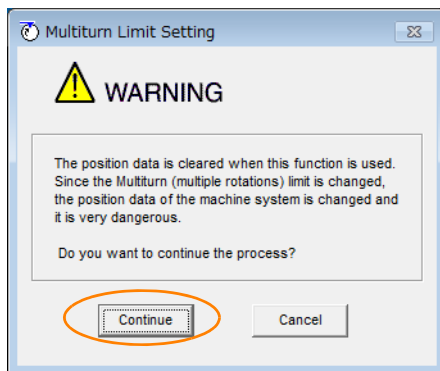 Multiturn Limit Setting
WARNING
The position data is cleared when this function is used.
Since the Multiturn (multiple rotations) limit is changed,
the position data of the machine system is changed and
it is very dangerous.
Do you want to continue the process?
Continue
Cancel